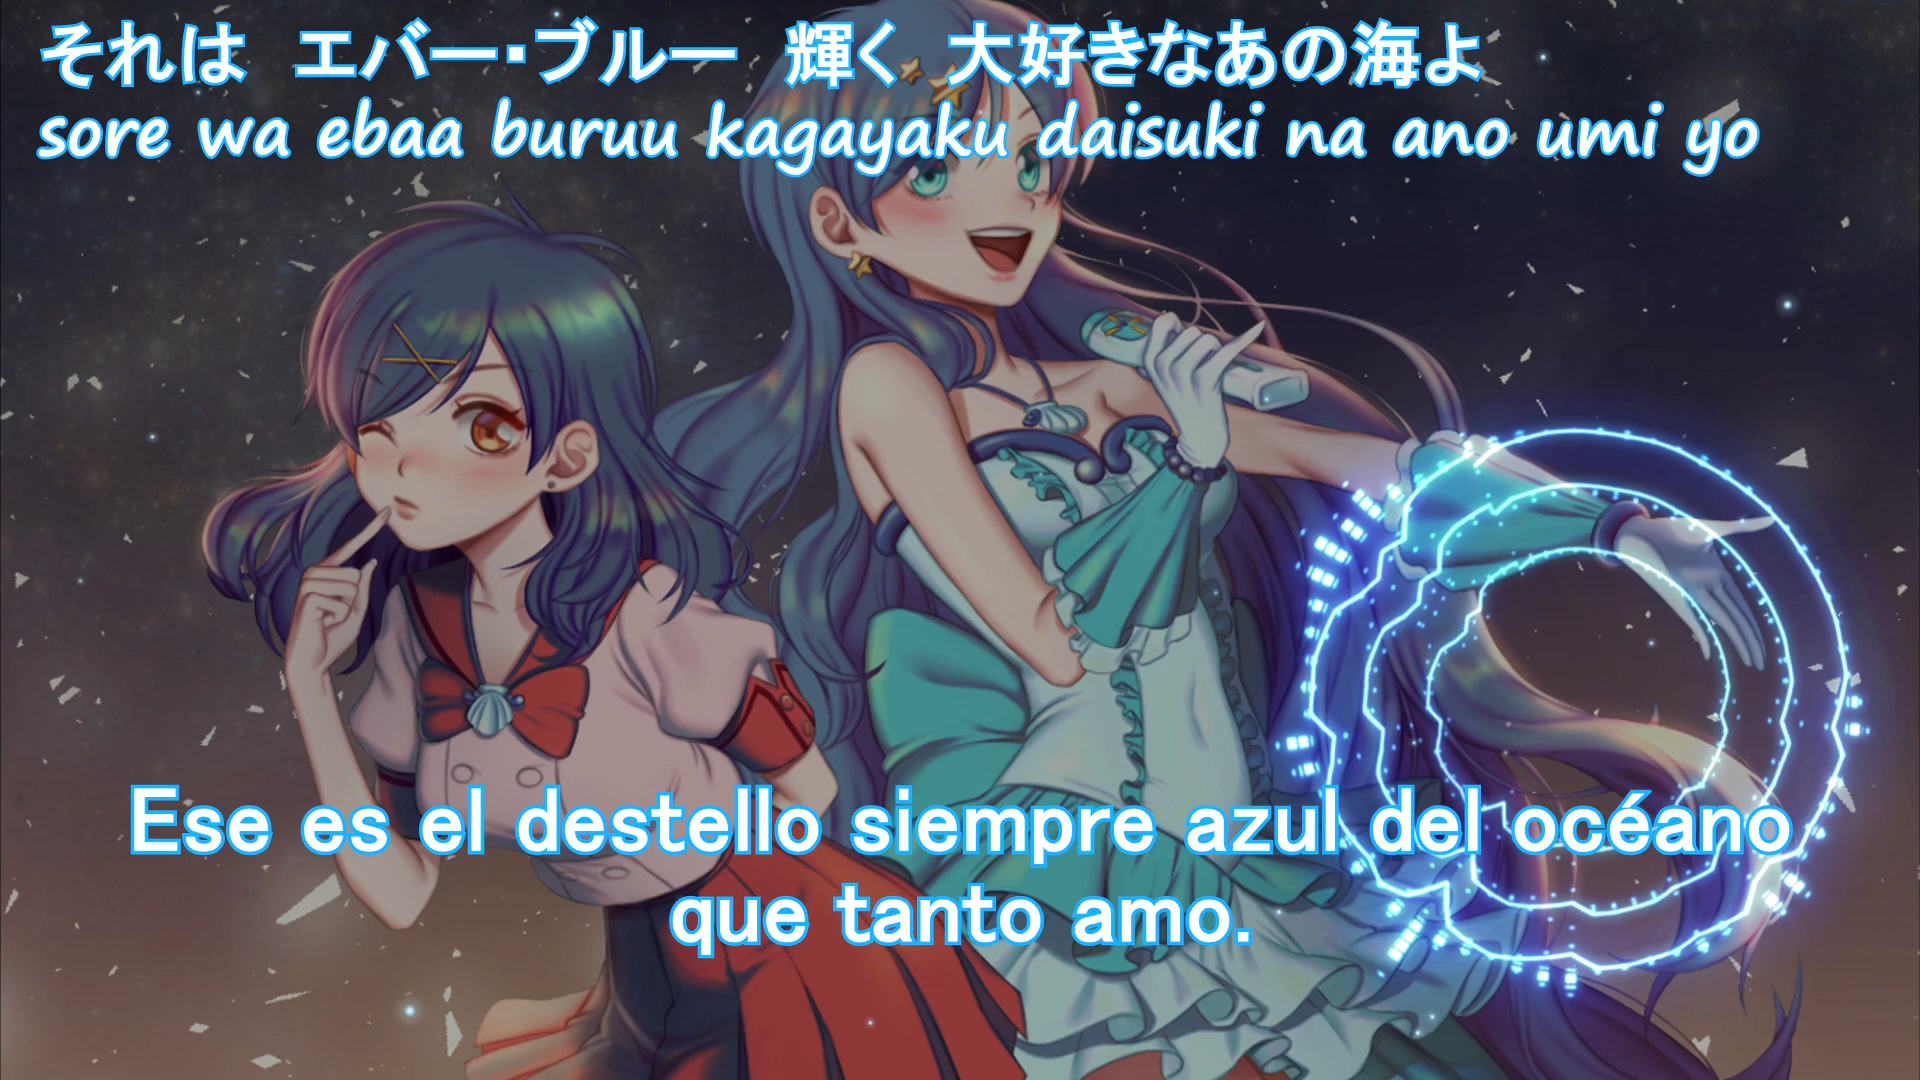 それは　エバー・ブルー　輝く　大好きなあの海よ
sore wa ebaa buruu kagayaku daisuki na ano umi yo
Ese es el destello siempre azul del océano
que tanto amo.